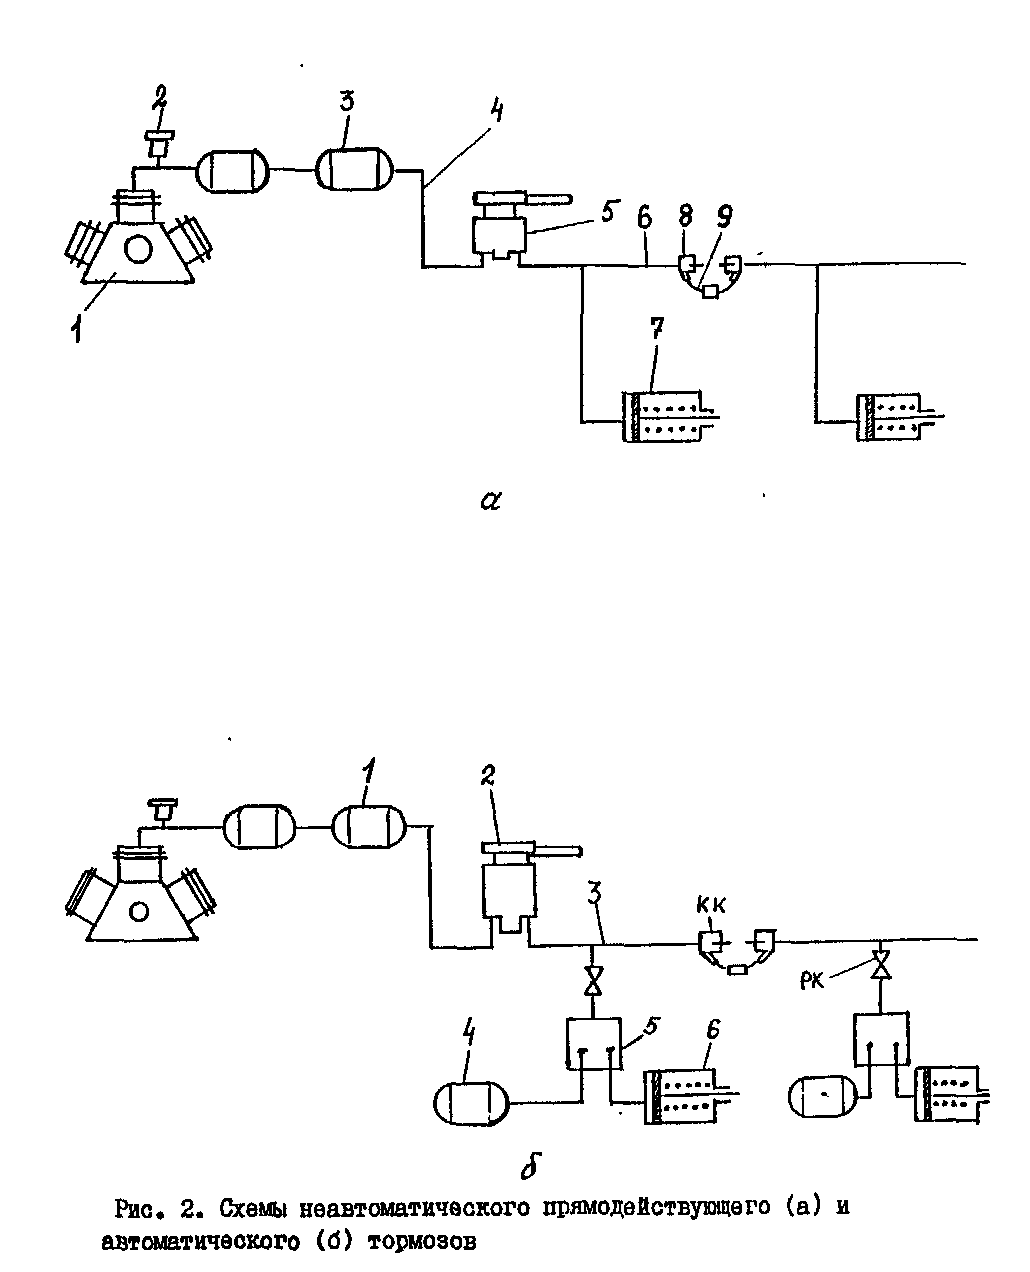 2
3
4
5
6
8
9
1
7
а
1
2
3
КК
РК
4
5
6
б
Рис. 2. Схемы неавтоматического прямодействующего (а) и
автоматического (б) тормозов